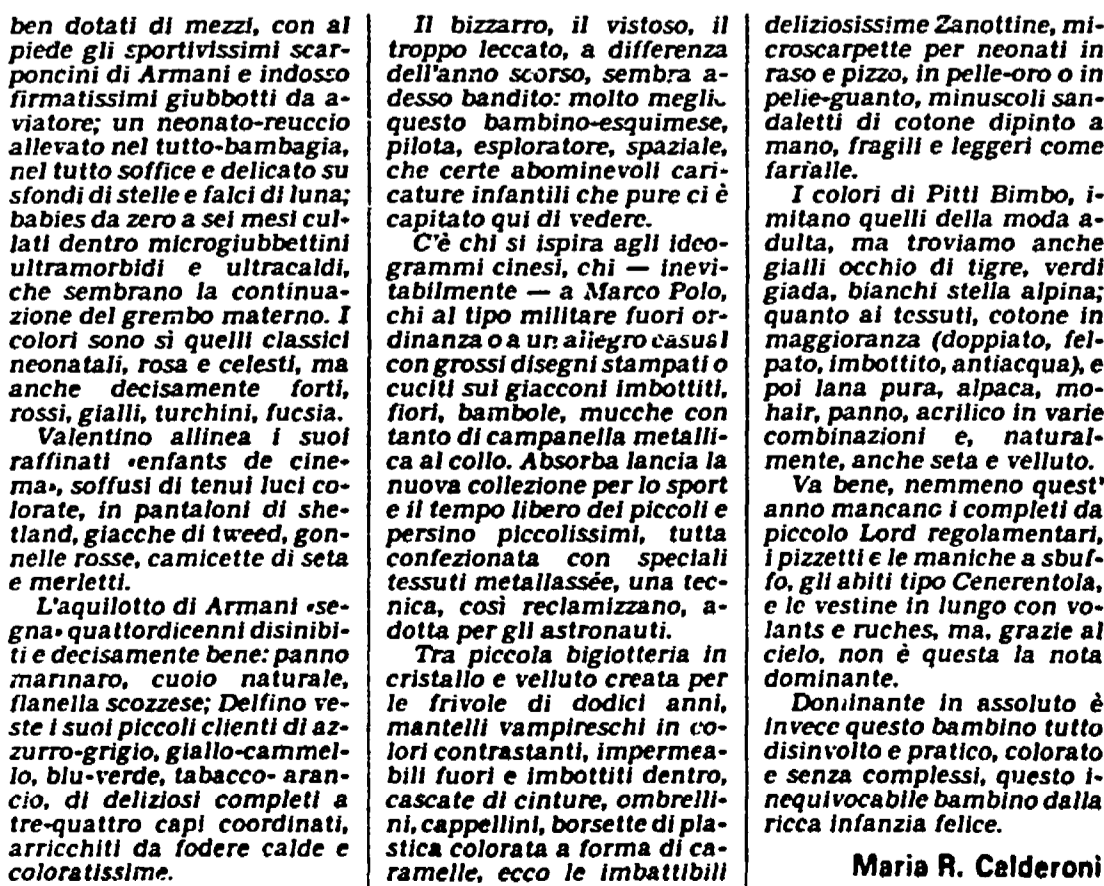 ben dotati di mezzi, con al
piede gli sportivissimi scar-
poncini di Armani e indosso
firmatissimi giubbotti da a-
viatore; un neonato-reuccio
allevato nel tutto-bambagia,
nel tutto soffice e delicato su
sfondi di stelle e falci di luna;
babies da zero a sei mesi cul-
lati dentro microgiubbettini
ultramorbidi e ultracaldi,
che sembrano la continua-
zione del grembo materno. I
colori sono sì quelli classici
neonatali, rosa e celesti, ma
anche decisamente forti,
rossi, gialli, turchini, fucsia.
Valentino allinea i suoi
raffinati «enfants de cine-
ma», soffusi di tenui luci co-
lorate, in pantaloni di she-
tland, giacche di tweed, gon-
nelle rosse, camicette di seta
e merletti.
L'aquilotto di Armani «se-
gna» quattordicenni disinibi-
ti e decisamente bene: panno
marinaro, cuoio naturale,
flanella scozzese; Delfino ve-
ste i suoi piccoli clienti di az-
zurro-grigio, giallo-cammel-
lo, blu-verde, tabacco- aran-
cio, di deliziosi completi a
tre-quattro capi coordinati,
arricchiti da fodere calde e
coloratissime.
Il bizzarro, il vistoso, il
troppo leccato, a differenza
dell'anno scorso, sembra a-
desso bandito: molto meglio
questo bambino-esquimese,
pilota, esploratore, spaziale,
che certe abominevoli cari-
cature infantili che pure ci è
capitato qui di vedere.
C'è chi si ispira agli ideo-
grammi cinesi, chi — inevi-
tabilmente — a Marco Polo,
chi al tipo militare fuori or-
dinanza o a un allegro casual
con grossi disegni stampati o
cuciti sui giacconi imbottiti,
fiori, bambole, mucche con
tanto di campanella metalli-
ca al collo. Absorba lancia la
nuova collezione per lo sport
e il tempo libero dei piccoli e
persino piccolissimi, tutta
confezionata con speciali
tessuti metallassée, una tec-
nica, così reclamizzano, a-
dotta per gli astronauti.
Tra piccola bigiotteria in
cristallo e velluto creata per
le frivole di dodici anni,
mantelli vampireschi in co-
lori contrastanti, impermea-
bili fuori e imbottiti dentro,
cascate di cinture, ombrelli-
ni, cappellini, borsette di pla-
stica colorata a forma di ca-
ramelle, ecco le imbattibili
deliziosissime Zanottine, mi-
croscarpette per neonati in
raso e pizzo, in pelle-oro o in
pelle-guanto, minuscoli san-
daletti di cotone dipinto a
mano, fragili e leggeri come
farfalle.
I colori di Pitti Bimbo, i-
mitano quelli della moda a-
dulta, ma troviamo anche
gialli occhio di tigre, verdi
giada, bianchi stella alpina;
quanto ai tessuti, cotone in
maggioranza (doppiato, fel-
pato, imbottito, antiacqua), e
poi lana pura, alpaca, mo-
hair, panno, acrilico in varie
combinazioni e, natural-
mente, anche seta e velluto.
Va bene, nemmeno quest'
anno mancano i completi da
piccolo Lord regolamentari,
i pizzetti e le maniche a sbuf-
fo, gli abiti tipo Cenerentola,
e le vestine in lungo con vo-
lants e ruches, ma, grazie al
cielo, non è questa la nota
dominante.
Dominante in assoluto è
invece questo bambino tutto
disinvolto e pratico, colorato
e senza complessi, questo i-
nequivocabile bambino dalla
ricca infanzia felice.
Maria R. Calderoni